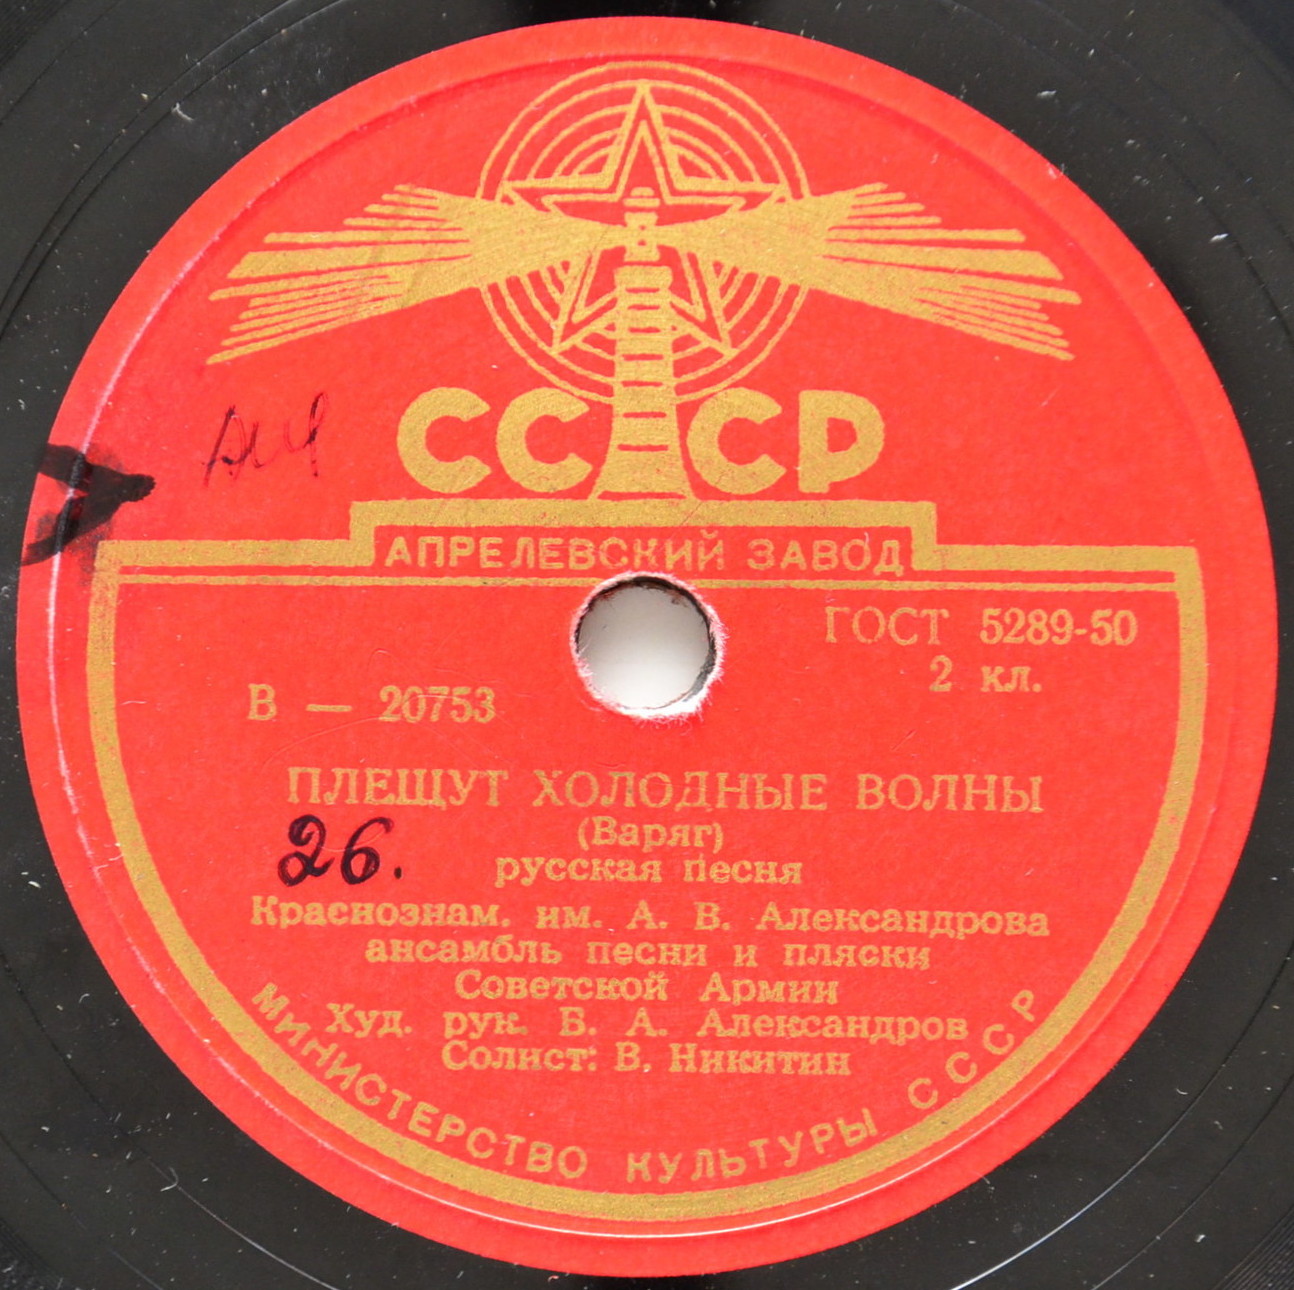 СССР
АПРЕЛЕВСКИЙ ЗАВОД
ГОСТ 5289-50
2 кл.
В — 20753
ПЛЕЩУТ ХОЛОДНЫЕ ВОЛНЫ
(Варяг)
26.
русская песня
Краснознам. им. А. В. Александрова
ансамбль песни и пляски
Советской Армии
Худ. рук. Б. А. Александров
Солист: В. Никитин
МИНИСТЕРСТВО КУЛЬТУРЫ СССР